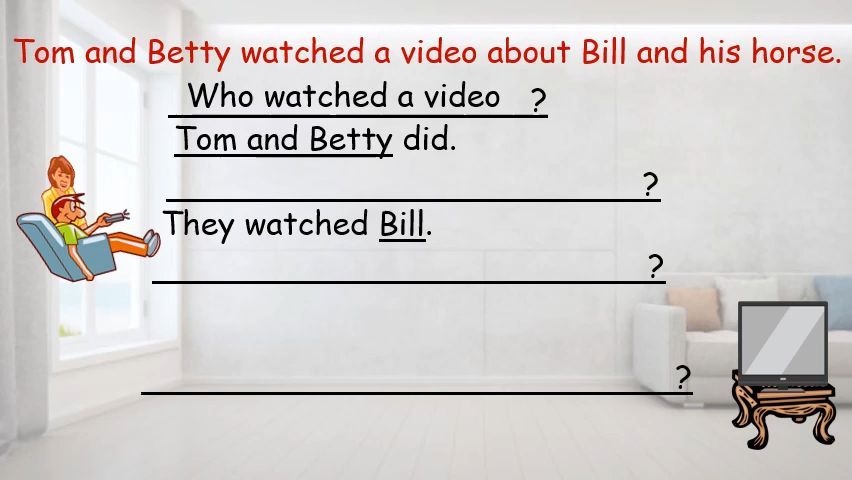 Tom and Betty watched a video about Bill and his horse.
Who watched a video ?
Tom and Betty did.
?
They watched Bill.
?
?